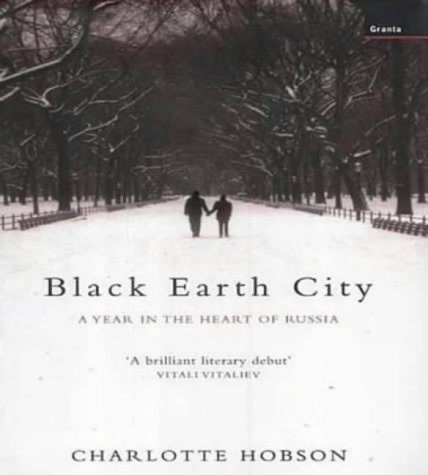 Granta
Black Earth City
A YEAR IN THE HEART OF RUSSIA
'A brilliant literary debut'
VITALI VITALIEV
CHARLOTTE HOBSON